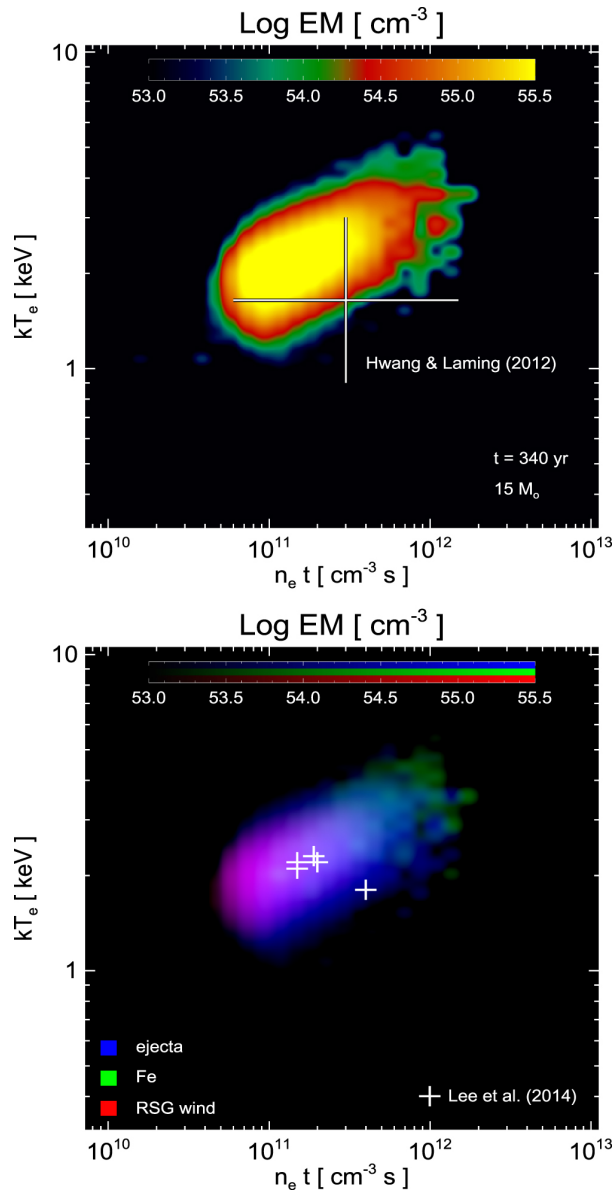 Log EM [ cm⁻³ ]
10
53.0 53.5 54.0 54.5 55.0 55.5
kTₑ [ keV ]
1
Hwang & Laming (2012)
t = 340 yr
15 Mₒ
10¹⁰ 10¹¹ 10¹² 10¹³
nₑ t [ cm⁻³ s ]
Log EM [ cm⁻³ ]
10
53.0 53.5 54.0 54.5 55.0 55.5
kTₑ [ keV ]
1
ejecta
Fe
RSG wind
Lee et al. (2014)
10¹⁰ 10¹¹ 10¹² 10¹³
nₑ t [ cm⁻³ s ]